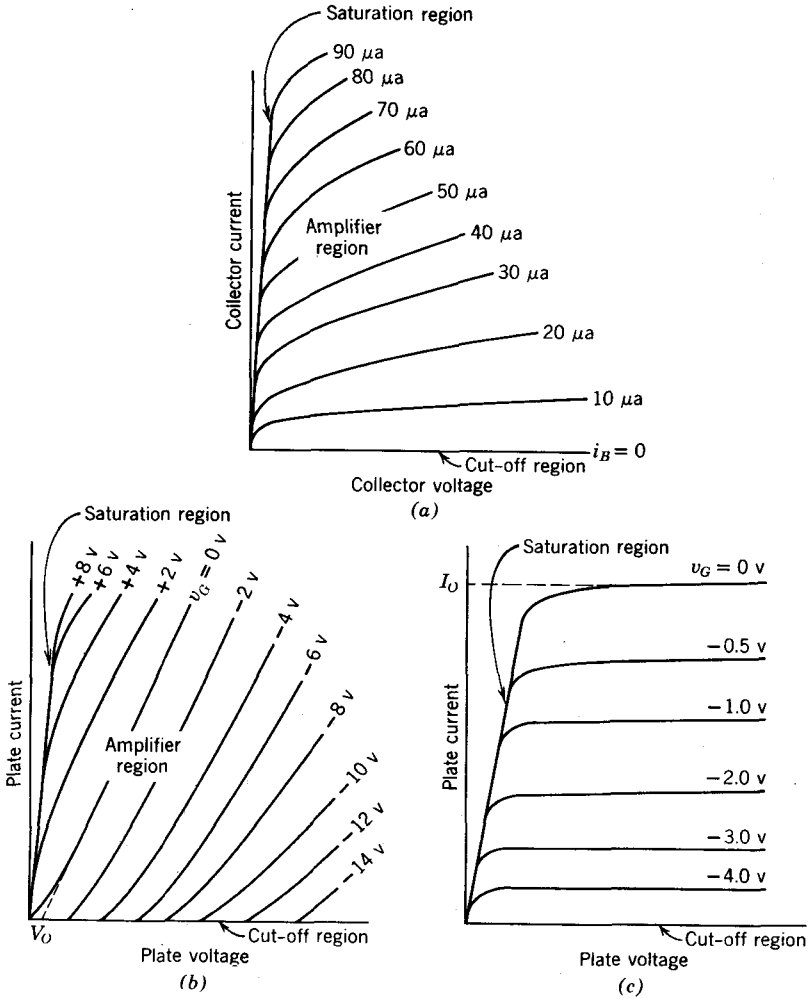 Saturation region
90 μa
80 μa
70 μa
60 μa
50 μa
Amplifier
region
40 μa
30 μa
20 μa
10 μa
Collector current
i_B = 0
Cut-off region
Collector voltage
(a)
Saturation region
+8 v
+6 v
+4 v
+2 v
v_G = 0 v
-2 v
-4 v
-6 v
-8 v
-10 v
-12 v
-14 v
Amplifier
region
Plate current
V_O
Cut-off region
Plate voltage
(b)
Saturation region
I_O
v_G = 0 v
-0.5 v
-1.0 v
-2.0 v
-3.0 v
-4.0 v
Plate current
Cut-off region
Plate voltage
(c)